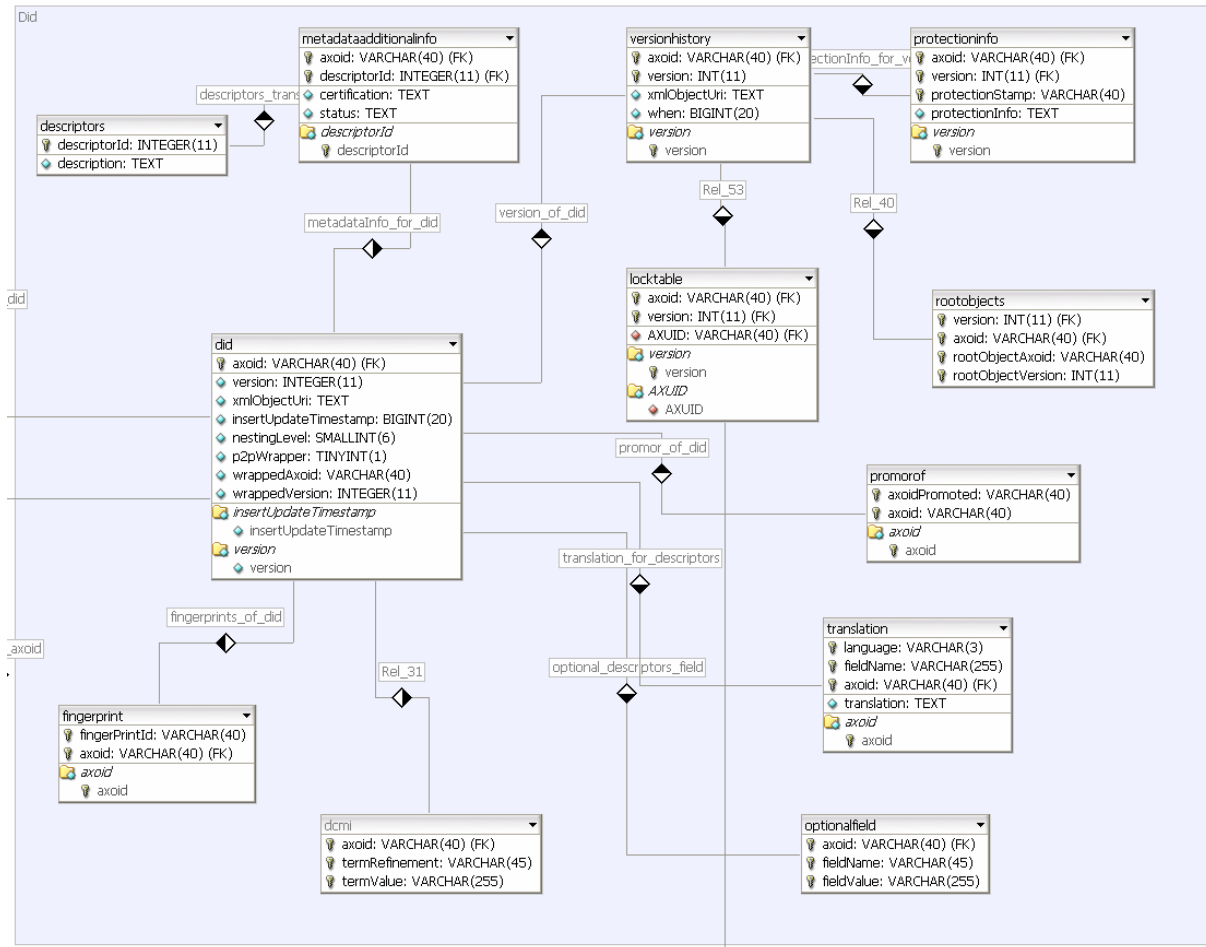 Did
metadataadditionalinfo
axoid: VARCHAR(40) (FK)
descriptorId: INTEGER(11) (FK)
certification: TEXT
status: TEXT
descriptorId
descriptorId
versionhistory
axoid: VARCHAR(40) (FK)
version: INT(11)
xmlObjectUri: TEXT
when: BIGINT(20)
version
version
ectionInfo_for_v
protectioninfo
axoid: VARCHAR(40) (FK)
version: INT(11) (FK)
protectionStamp: VARCHAR(40)
protectionInfo: TEXT
version
version
descriptors_trans
descriptors
descriptorId: INTEGER(11)
description: TEXT
metadataInfo_for_did
version_of_did
Rel_53
Rel_40
did
locktable
axoid: VARCHAR(40) (FK)
version: INT(11) (FK)
AXUID: VARCHAR(40) (FK)
version
version
AXUID
AXUID
rootobjects
version: INT(11) (FK)
axoid: VARCHAR(40) (FK)
rootObjectAxoid: VARCHAR(40)
rootObjectVersion: INT(11)
did
axoid: VARCHAR(40) (FK)
version: INTEGER(11)
xmlObjectUri: TEXT
insertUpdateTimestamp: BIGINT(20)
nestingLevel: SMALLINT(6)
p2pWrapper: TINYINT(1)
wrappedAxoid: VARCHAR(40)
wrappedVersion: INTEGER(11)
insertUpdateTimestamp
insertUpdateTimestamp
version
version
promor_of_did
promorof
axoidPromoted: VARCHAR(40)
axoid: VARCHAR(40)
axoid
axoid
translation_for_descriptors
fingerprints_of_did
_axoid
Rel_31
optional_descriptors_field
translation
language: VARCHAR(3)
fieldName: VARCHAR(255)
axoid: VARCHAR(40) (FK)
translation: TEXT
axoid
axoid
fingerprint
fingerPrintId: VARCHAR(40)
axoid: VARCHAR(40) (FK)
axoid
axoid
dcmi
axoid: VARCHAR(40) (FK)
termRefinement: VARCHAR(45)
termValue: VARCHAR(255)
optionalfield
axoid: VARCHAR(40) (FK)
fieldName: VARCHAR(45)
fieldValue: VARCHAR(255)